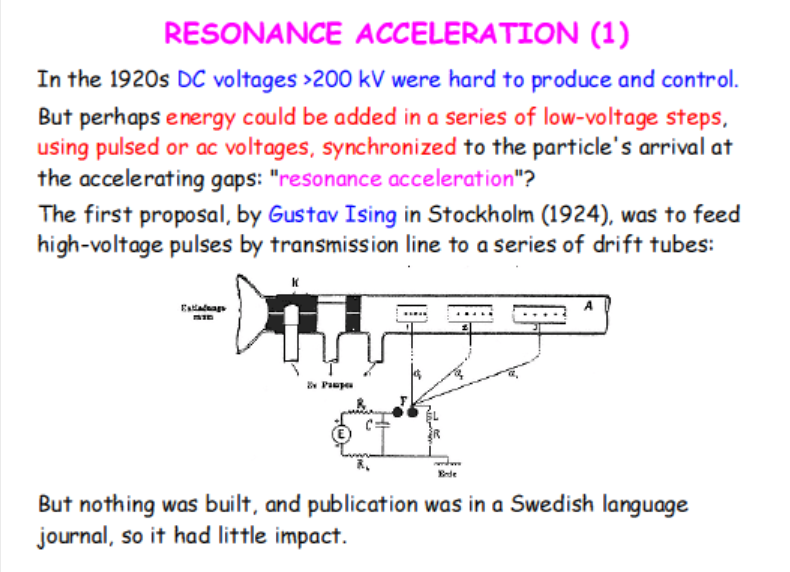 RESONANCE ACCELERATION (1)
In the 1920s DC voltages >200 kV were hard to produce and control.
But perhaps energy could be added in a series of low-voltage steps,
using pulsed or ac voltages, synchronized to the particle's arrival at
the accelerating gaps: "resonance acceleration"?
The first proposal, by Gustav Ising in Stockholm (1924), was to feed
high-voltage pulses by transmission line to a series of drift tubes:
K
A
Zu Pumpen
F
R
C
L
E
R
R
Erde
But nothing was built, and publication was in a Swedish language
journal, so it had little impact.